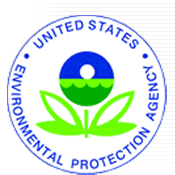 UNITED STATES
ENVIRONMENTAL PROTECTION AGENCY